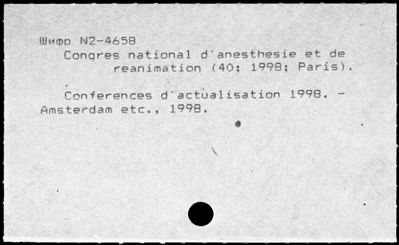 Шифр N2-4658
Congres national d'anesthesie et de
reanimation (40; 1998; Paris).
Conferences d'actualisation 1998. -
Amsterdam etc., 1998.